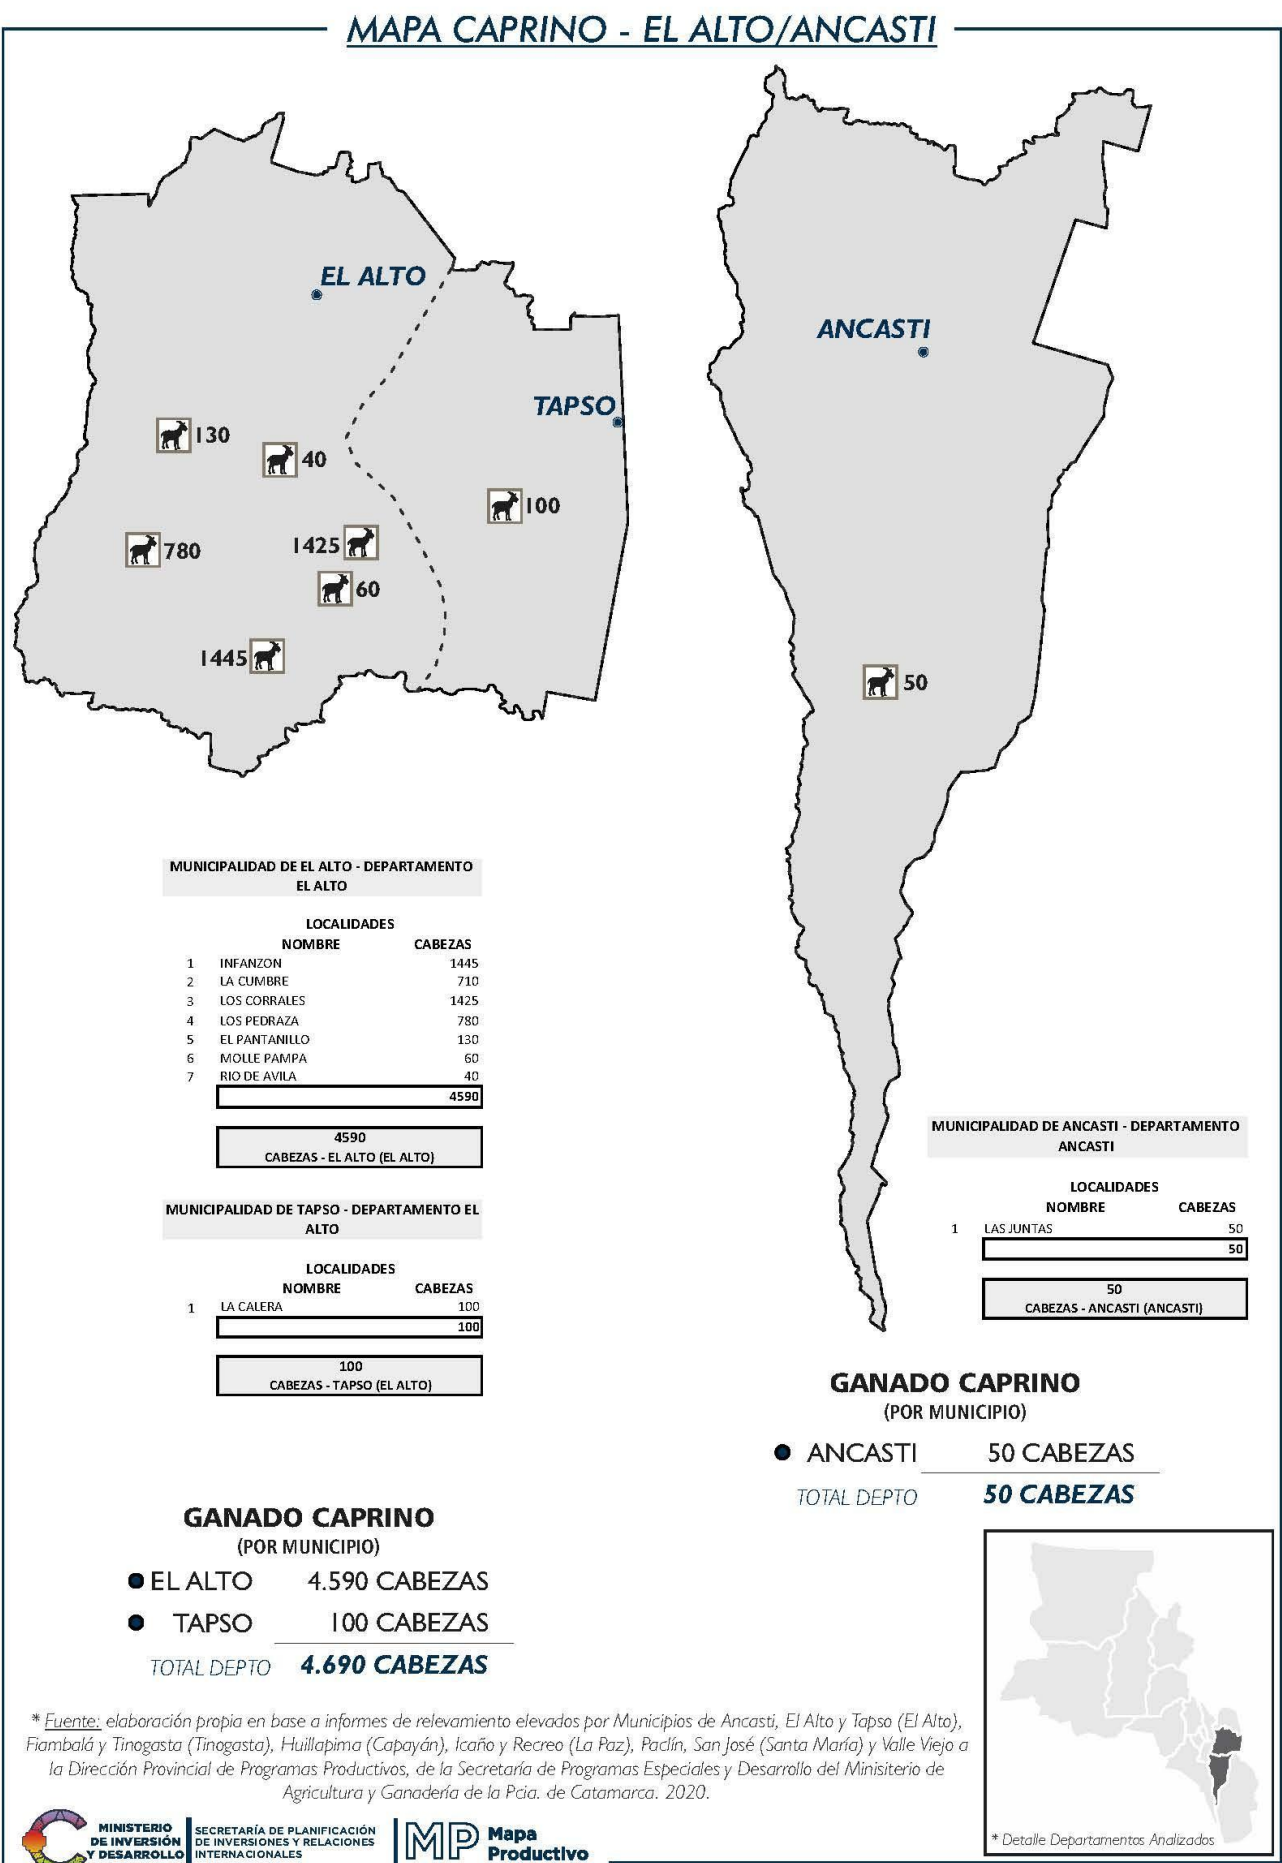 MAPA CAPRINO - EL ALTO/ANCASTI
EL ALTO
ANCASTI
TAPSO
130
40
100
780
1425
60
1445
50
MUNICIPALIDAD DE EL ALTO - DEPARTAMENTO
EL ALTO
LOCALIDADES
NOMBRE CABEZAS
1 INFANZON 1445
2 LA CUMBRE 710
3 LOS CORRALES 1425
4 LOS PEDRAZA 780
5 EL PANTANILLO 130
6 MOLLE PAMPA 60
7 RIO DE AVILA 40
4590
4590
CABEZAS - EL ALTO (EL ALTO)
MUNICIPALIDAD DE TAPSO - DEPARTAMENTO EL
ALTO
LOCALIDADES
NOMBRE CABEZAS
1 LA CALERA 100
100
100
CABEZAS - TAPSO (EL ALTO)
MUNICIPALIDAD DE ANCASTI - DEPARTAMENTO
ANCASTI
LOCALIDADES
NOMBRE CABEZAS
1 LAS JUNTAS 50
50
50
CABEZAS - ANCASTI (ANCASTI)
GANADO CAPRINO
(POR MUNICIPIO)
ANCASTI 50 CABEZAS
TOTAL DEPTO 50 CABEZAS
GANADO CAPRINO
(POR MUNICIPIO)
EL ALTO 4.590 CABEZAS
TAPSO 100 CABEZAS
TOTAL DEPTO 4.690 CABEZAS
* Fuente: elaboración propia en base a informes de relevamiento elevados por Municipios de Ancasti, El Alto y Tapso (El Alto),
Fiambalá y Tinogasta (Tinogasta), Huillapima (Capayán), Icaño y Recreo (La Paz), Paclín, San José (Santa María) y Valle Viejo a
la Dirección Provincial de Programas Productivos, de la Secretaría de Programas Especiales y Desarrollo del Minisiterio de
Agricultura y Ganadería de la Pcia. de Catamarca. 2020.
* Detalle Departamentos Analizados
MINISTERIO
DE INVERSIÓN
Y DESARROLLO
SECRETARÍA DE PLANIFICACIÓN
DE INVERSIONES Y RELACIONES
INTERNACIONALES
MP
Mapa
Productivo